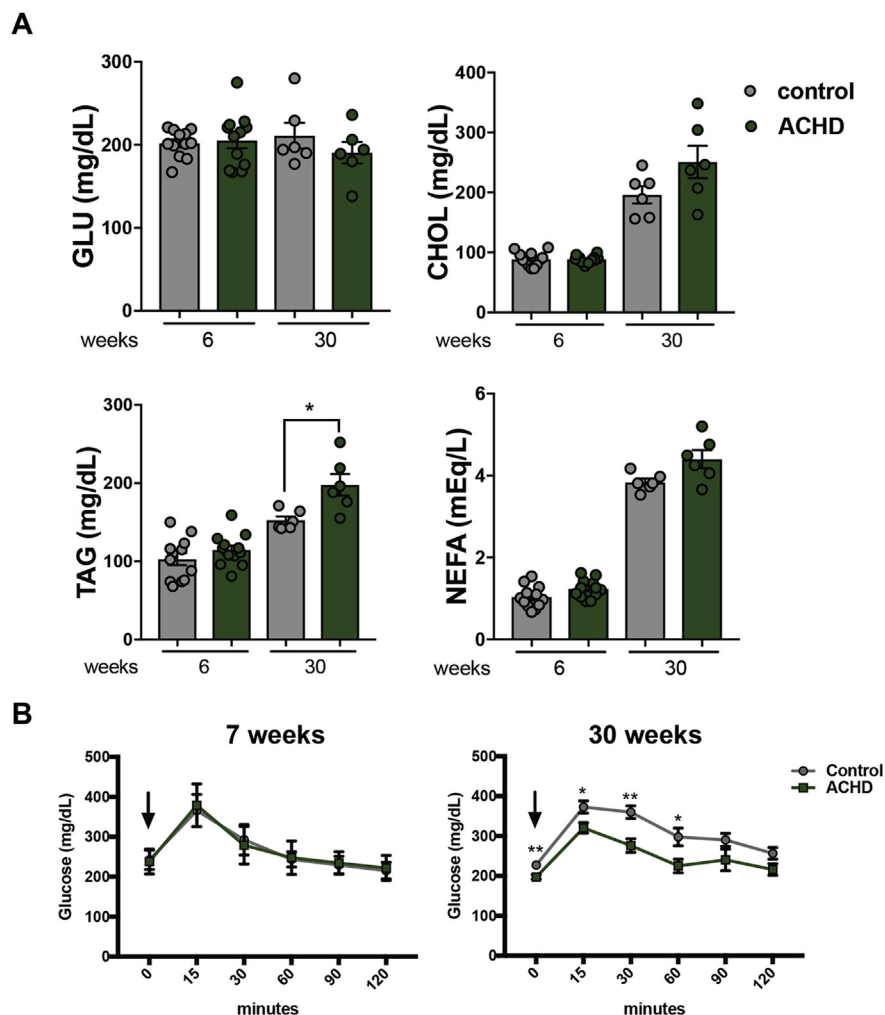 A
GLU (mg/dL)
300
200
100
0
weeks
6
30
CHOL (mg/dL)
400
300
200
100
0
weeks
6
30
control
ACHD
TAG (mg/dL)
300
200
100
0
*
weeks
6
30
NEFA (mEq/L)
6
4
2
0
weeks
6
30
B
7 weeks
Glucose (mg/dL)
500
400
300
200
100
0
0 15 30 60 90 120
minutes
30 weeks
Glucose (mg/dL)
500
400
300
200
100
0
** * ** *
0 15 30 60 90 120
minutes
Control
ACHD